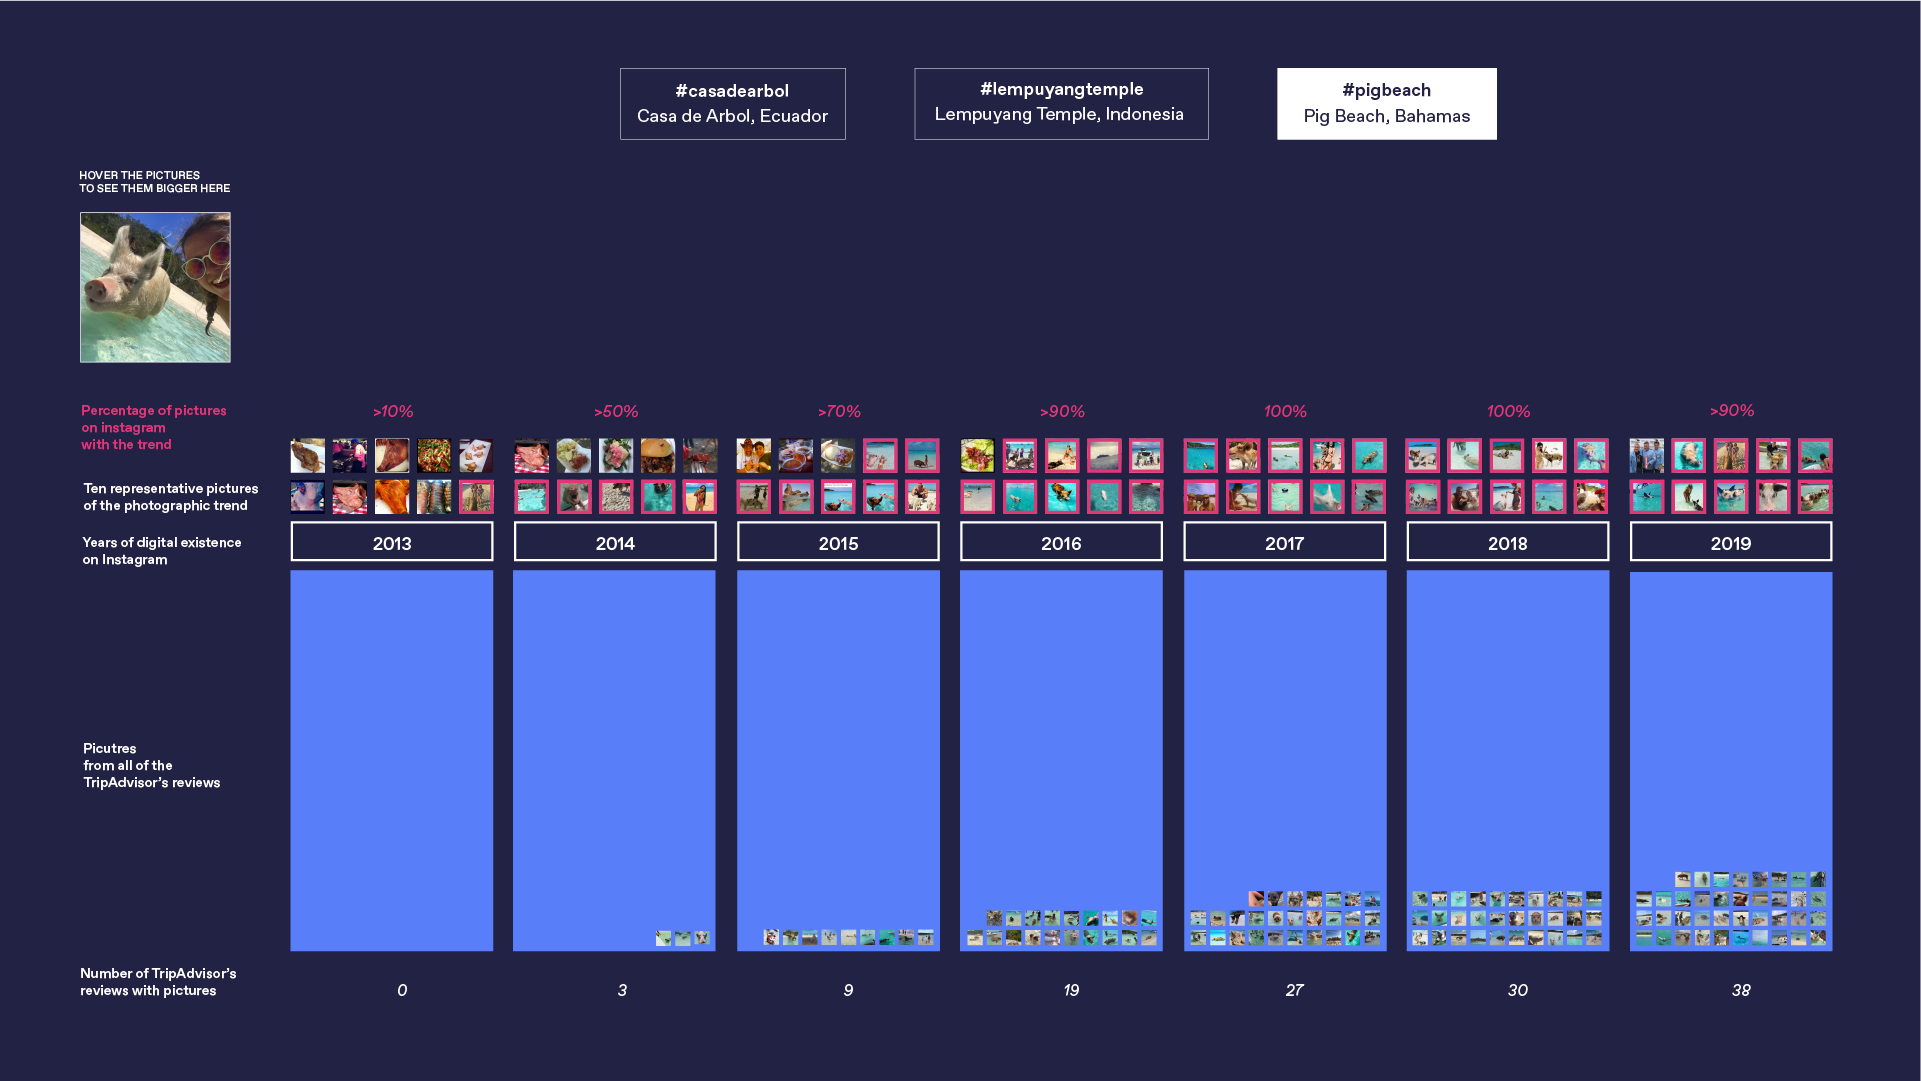 #casadearbol
Casa de Arbol, Ecuador
#lempuyangtemple
Lempuyang Temple, Indonesia
#pigbeach
Pig Beach, Bahamas
HOVER THE PICTURES
TO SEE THEM BIGGER HERE
Percentage of pictures
on instagram
with the trend
>10%
>50%
>70%
>90%
100%
100%
>90%
Ten representative pictures
of the photographic trend
Years of digital existence
on Instagram
2013
2014
2015
2016
2017
2018
2019
Picutres
from all of the
TripAdvisor's reviews
Number of TripAdvisor's
reviews with pictures
0
3
9
19
27
30
38